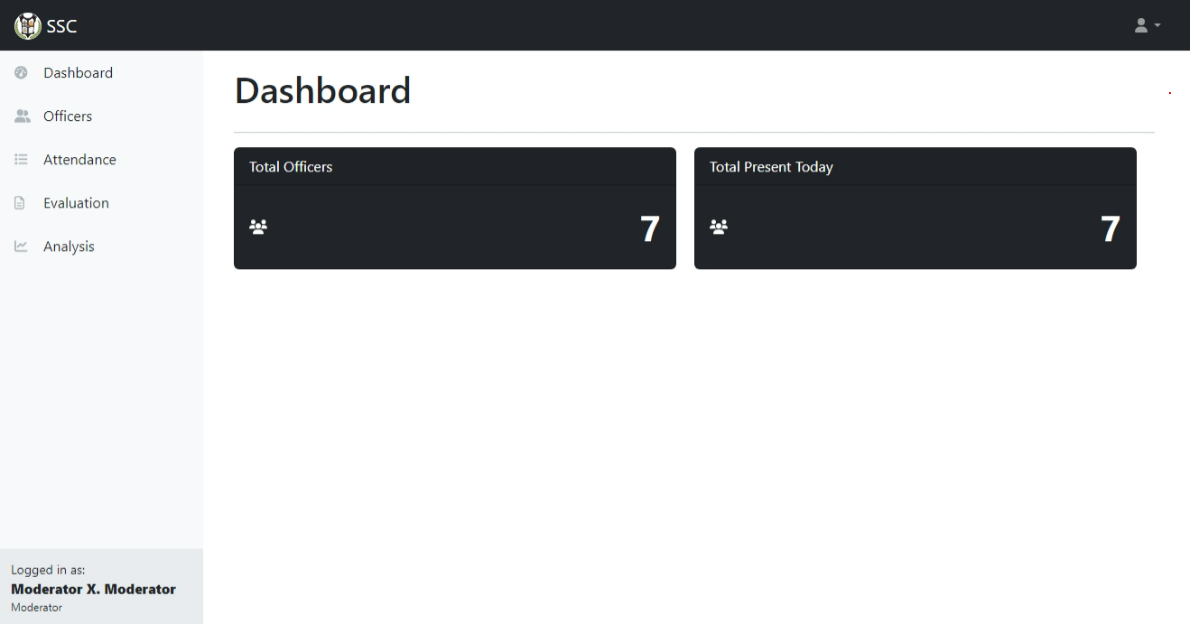 SSC
Dashboard
Officers
Attendance
Evaluation
Analysis
Dashboard
Total Officers
7
Total Present Today
7
Logged in as:
Moderator X. Moderator
Moderator